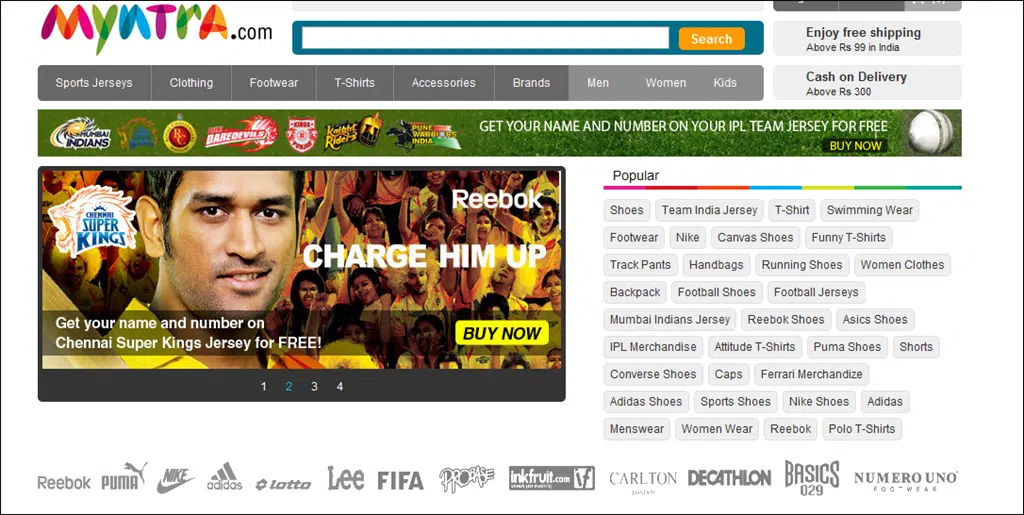 Myntra.com
Search
Enjoy free shipping
Above Rs 99 in India
Sports Jerseys Clothing Footwear T-Shirts Accessories Brands Men Women Kids
Cash on Delivery
Above Rs 300
MUMBAI INDIANS
DAREDEVILS
KINGS
Knight Riders
PUNE WARRIORS INDIA
GET YOUR NAME AND NUMBER ON YOUR IPL TEAM JERSEY FOR FREE
BUY NOW
CHENNAI SUPER KINGS
Reebok
CHARGE HIM UP
Get your name and number on
Chennai Super Kings Jersey for FREE!
BUY NOW
1 2 3 4
Popular
Shoes Team India Jersey T-Shirt Swimming Wear
Footwear Nike Canvas Shoes Funny T-Shirts
Track Pants Handbags Running Shoes Women Clothes
Backpack Football Shoes Football Jerseys
Mumbai Indians Jersey Reebok Shoes Asics Shoes
IPL Merchandise Attitude T-Shirts Puma Shoes Shorts
Converse Shoes Caps Ferrari Merchandize
Adidas Shoes Sports Shoes Nike Shoes Adidas
Menswear Women Wear Reebok Polo T-Shirts
Reebok PUMA NIKE adidas lotto Lee FIFA PROBASE inkfruit.com CARLTON LONDON DECATHLON BASICS 029 NUMERO UNO FOOTWEAR